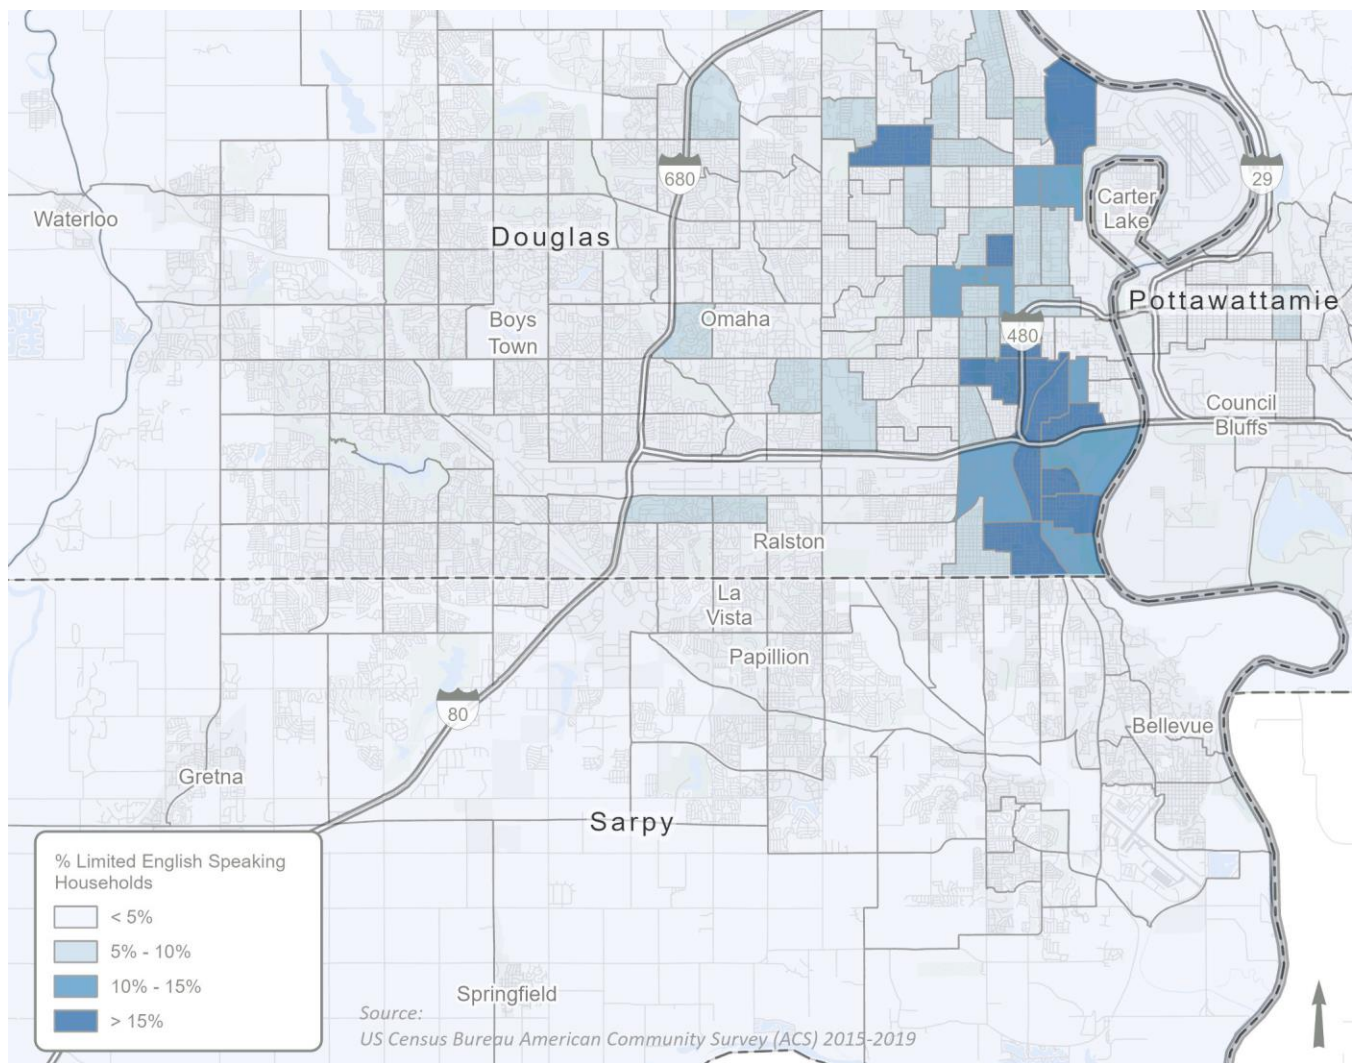 680
29
Waterloo
Carter
Lake
Douglas
Pottawattamie
Boys
Town
Omaha
480
Council
Bluffs
Ralston
La
Vista
Papillion
80
Bellevue
Gretna
Sarpy
% Limited English Speaking
Households
< 5%
5% - 10%
10% - 15%
> 15%
Springfield
Source:
US Census Bureau American Community Survey (ACS) 2015-2019